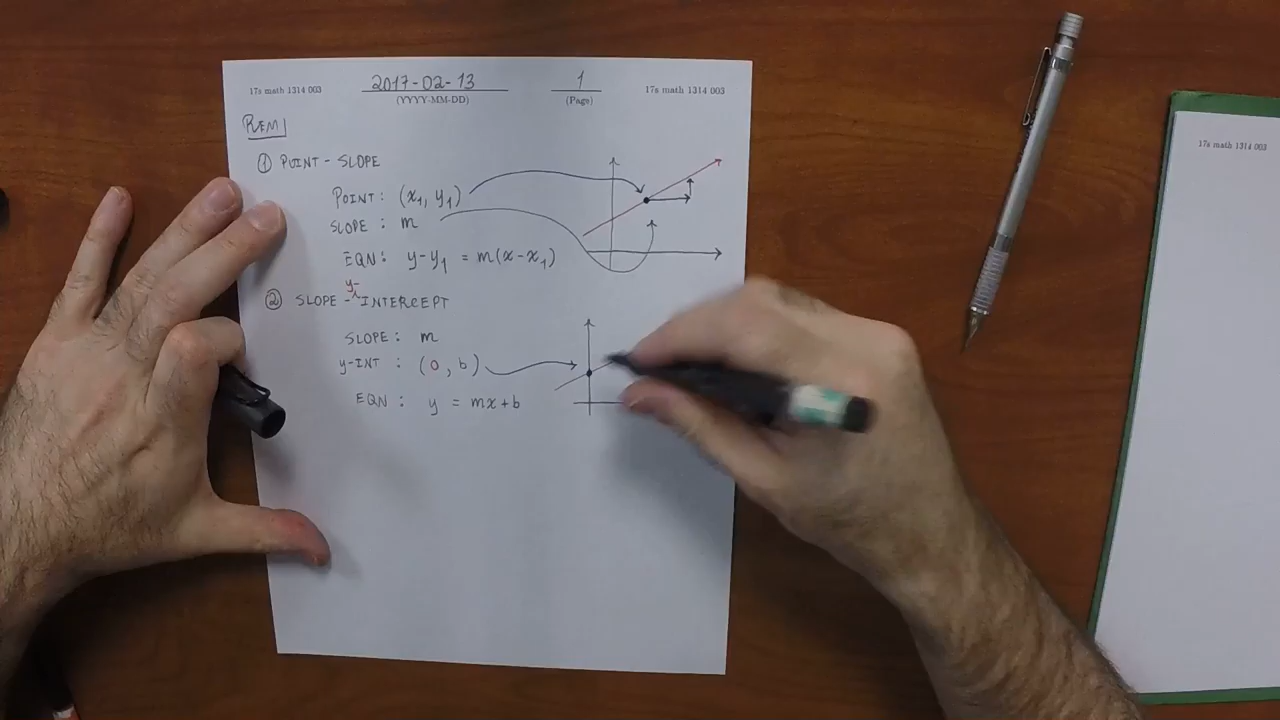 17s math 1314 003 2017-02-13 1 17s math 1314 003
(YYYY-MM-DD) (Page)
REM
① POINT-SLOPE
POINT: (x₁, y₁)
SLOPE: m
EQN: y-y₁ = m(x-x₁)
y-
② SLOPE-INTERCEPT
SLOPE: m
y-INT: (0, b)
EQN: y = mx+b
17s math 1314 003